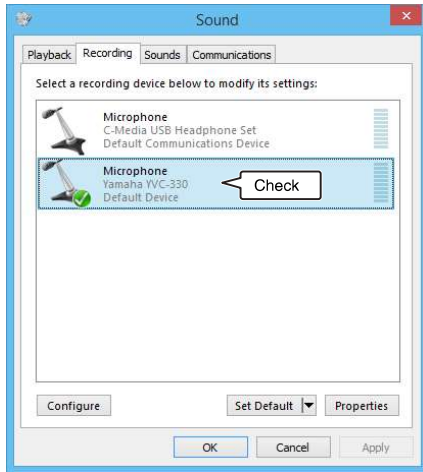 Sound
Playback Recording Sounds Communications
Select a recording device below to modify its settings:
Microphone
C-Media USB Headphone Set
Default Communications Device
Microphone
Yamaha YVC-330
Default Device
Check
Configure Set Default Properties
OK Cancel Apply